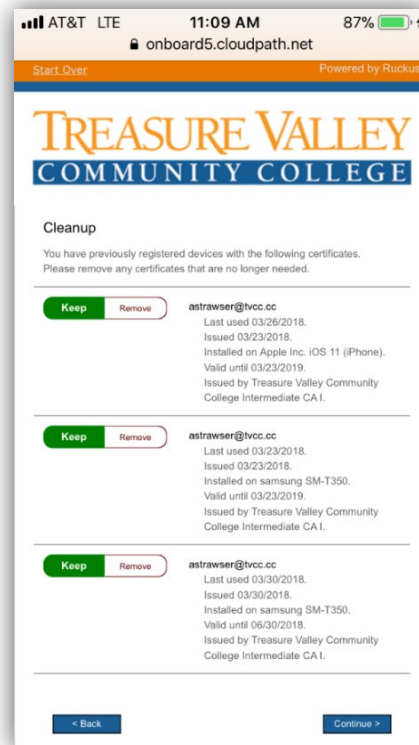 AT&T LTE 11:09 AM 87%
onboard5.cloudpath.net
Start Over Powered by Ruckus
TREASURE VALLEY
COMMUNITY COLLEGE
Cleanup
You have previously registered devices with the following certificates.
Please remove any certificates that are no longer needed.
Keep Remove astrawser@tvcc.cc
Last used 03/26/2018.
Issued 03/23/2018.
Installed on Apple Inc. iOS 11 (iPhone).
Valid until 03/23/2019.
Issued by Treasure Valley Community
College Intermediate CA I.
Keep Remove astrawser@tvcc.cc
Last used 03/23/2018.
Issued 03/23/2018.
Installed on samsung SM-T350.
Valid until 03/23/2019.
Issued by Treasure Valley Community
College Intermediate CA I.
Keep Remove astrawser@tvcc.cc
Last used 03/30/2018.
Issued 03/30/2018.
Installed on samsung SM-T350.
Valid until 06/30/2018.
Issued by Treasure Valley Community
College Intermediate CA I.
< Back Continue >